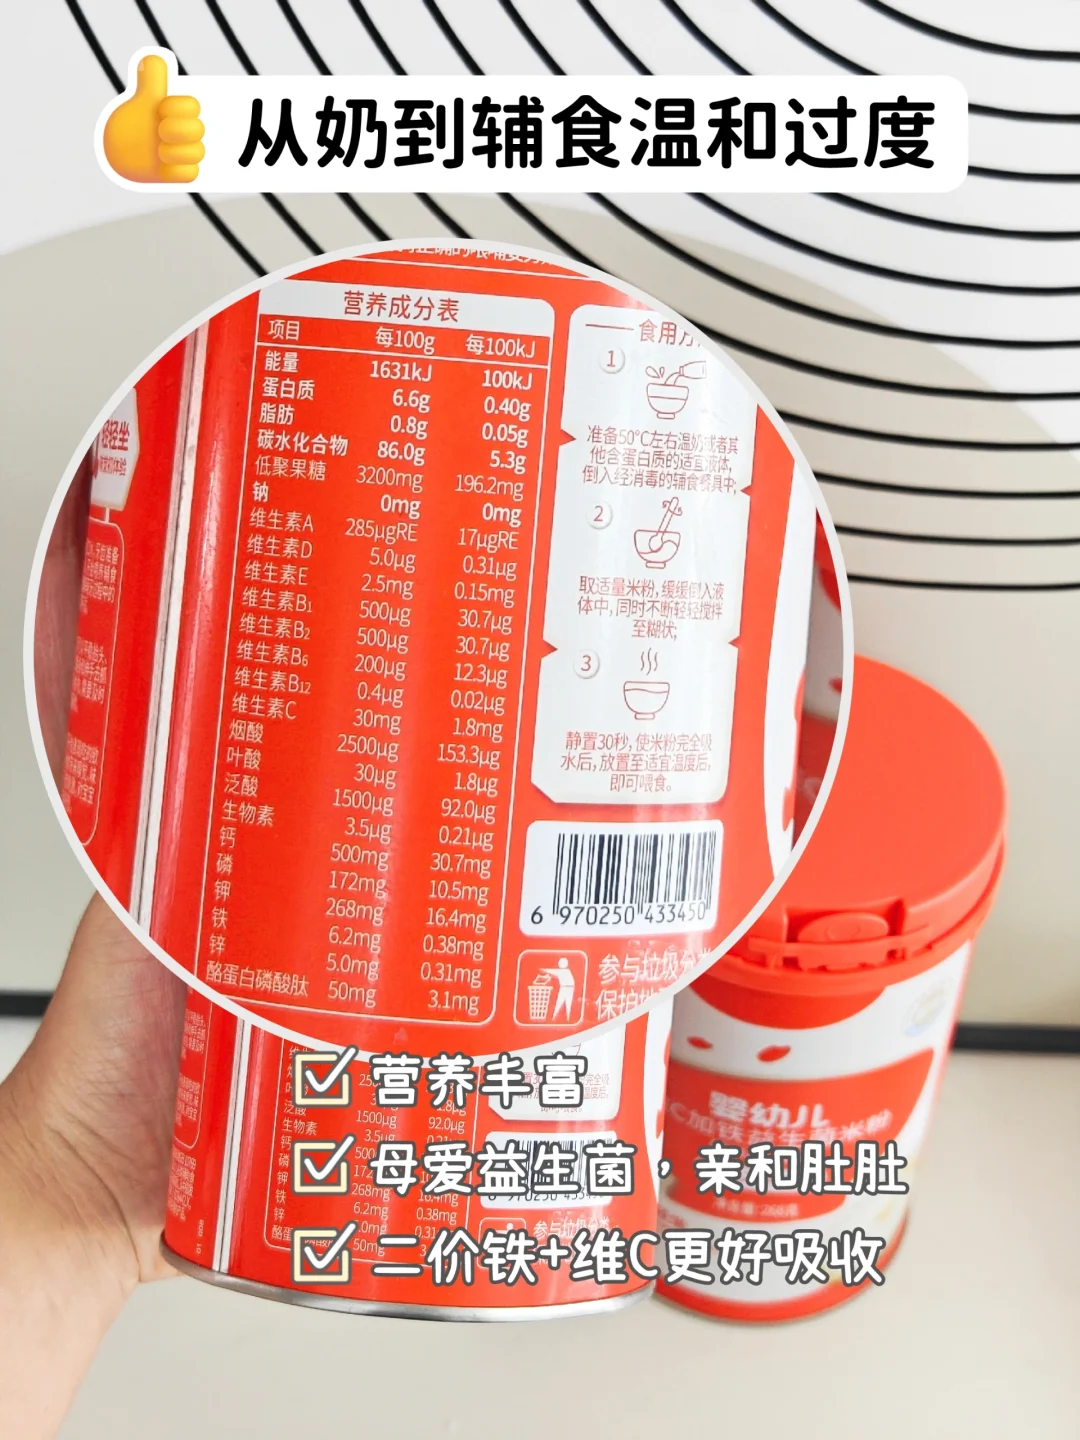 从奶到辅食温和过度
营养成分表
项目 每100g 每100kJ
能量 1631kJ 100kJ
蛋白质 6.6g 0.40g
脂肪 0.8g 0.05g
碳水化合物 86.0g 5.3g
低聚果糖 3200mg 196.2mg
钠 0mg 0mg
维生素A 285μgRE 17μgRE
维生素D 5.0μg 0.31μg
维生素E 2.5mg 0.15mg
维生素B₁ 500μg 30.7μg
维生素B₂ 500μg 30.7μg
维生素B₆ 200μg 12.3μg
维生素B₁₂ 0.4μg 0.02μg
维生素C 30mg 1.8mg
烟酸 2500μg 153.3μg
叶酸 30μg 1.8μg
泛酸 1500μg 92.0μg
生物素 3.5μg 0.21μg
钙 500mg 30.7mg
磷 172mg 10.5mg
钾 268mg 16.4mg
铁 6.2mg 0.38mg
锌 5.0mg 0.31mg
酪蛋白磷酸肽 50mg 3.1mg
食用方
1
准备50°C左右温奶或者其
他含蛋白质的适宜液体,
倒入经消毒的辅食餐具中;
2
取适量米粉,缓缓倒入液
体中,同时不断轻轻搅拌
至糊状;
3
静置30秒,使米粉完全吸
水后,放置至适宜温度后,
即可喂食。
6 970250 433450
参与垃圾分类
保护地
营养丰富
母爱益生菌，亲和肚肚
二价铁+维C更好吸收
婴幼儿
C加铁益生菌米粉